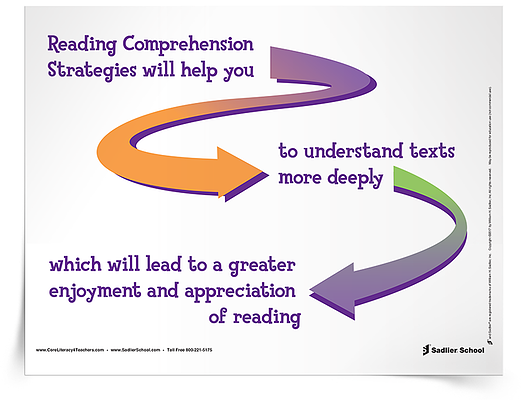 Reading Comprehension
Strategies will help you
to understand texts
more deeply
which will lead to a greater
enjoyment and appreciation
of reading
www.CoreLiteracy4Teachers.com • www.SadlierSchool.com • Toll Free 800-221-5175
Sadlier School